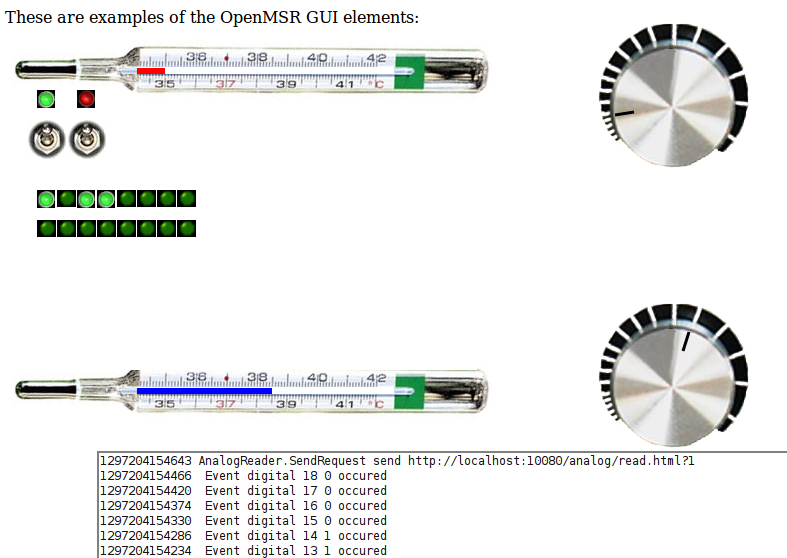 These are examples of the OpenMSR GUI elements:
36 38 40 42
35 37 39 41 °C
36 38 40 42
35 37 39 41 °C
1297204154643 AnalogReader.SendRequest send http://localhost:10080/analog/read.html?1
1297204154466 Event digital 18 0 occured
1297204154420 Event digital 17 0 occured
1297204154374 Event digital 16 0 occured
1297204154330 Event digital 15 0 occured
1297204154286 Event digital 14 1 occured
1297204154234 Event digital 13 1 occured